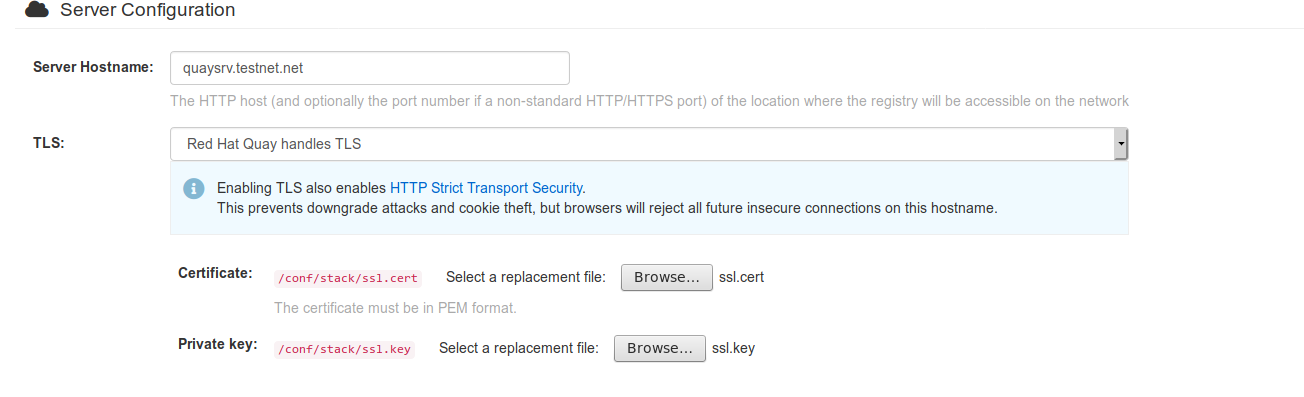 Server Configuration
Server Hostname: quaysrv.testnet.net
The HTTP host (and optionally the port number if a non-standard HTTP/HTTPS port) of the location where the registry will be accessible on the network
TLS: Red Hat Quay handles TLS
Enabling TLS also enables HTTP Strict Transport Security.
This prevents downgrade attacks and cookie theft, but browsers will reject all future insecure connections on this hostname.
Certificate: /conf/stack/ssl.cert Select a replacement file: Browse... ssl.cert
The certificate must be in PEM format.
Private key: /conf/stack/ssl.key Select a replacement file: Browse... ssl.key